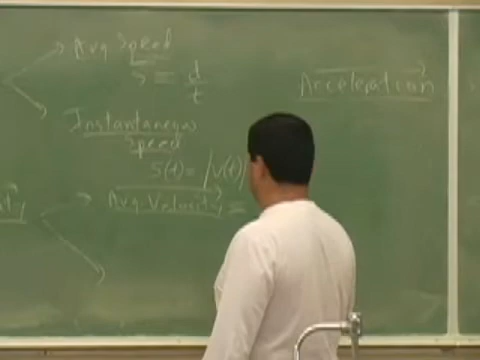 Avg Speed
s = d
t
Acceleration
Instantaneous
Speed
S(t) = |v(t)|
Avg Velocity =